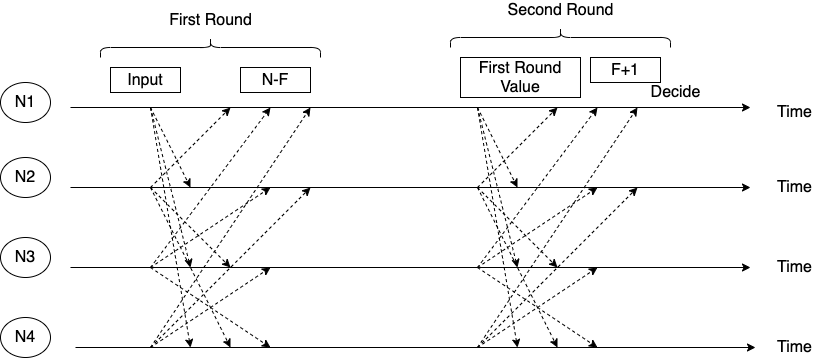 First Round
Second Round
Input
N-F
First Round
Value
F+1
Decide
N1
Time
N2
Time
N3
Time
N4
Time